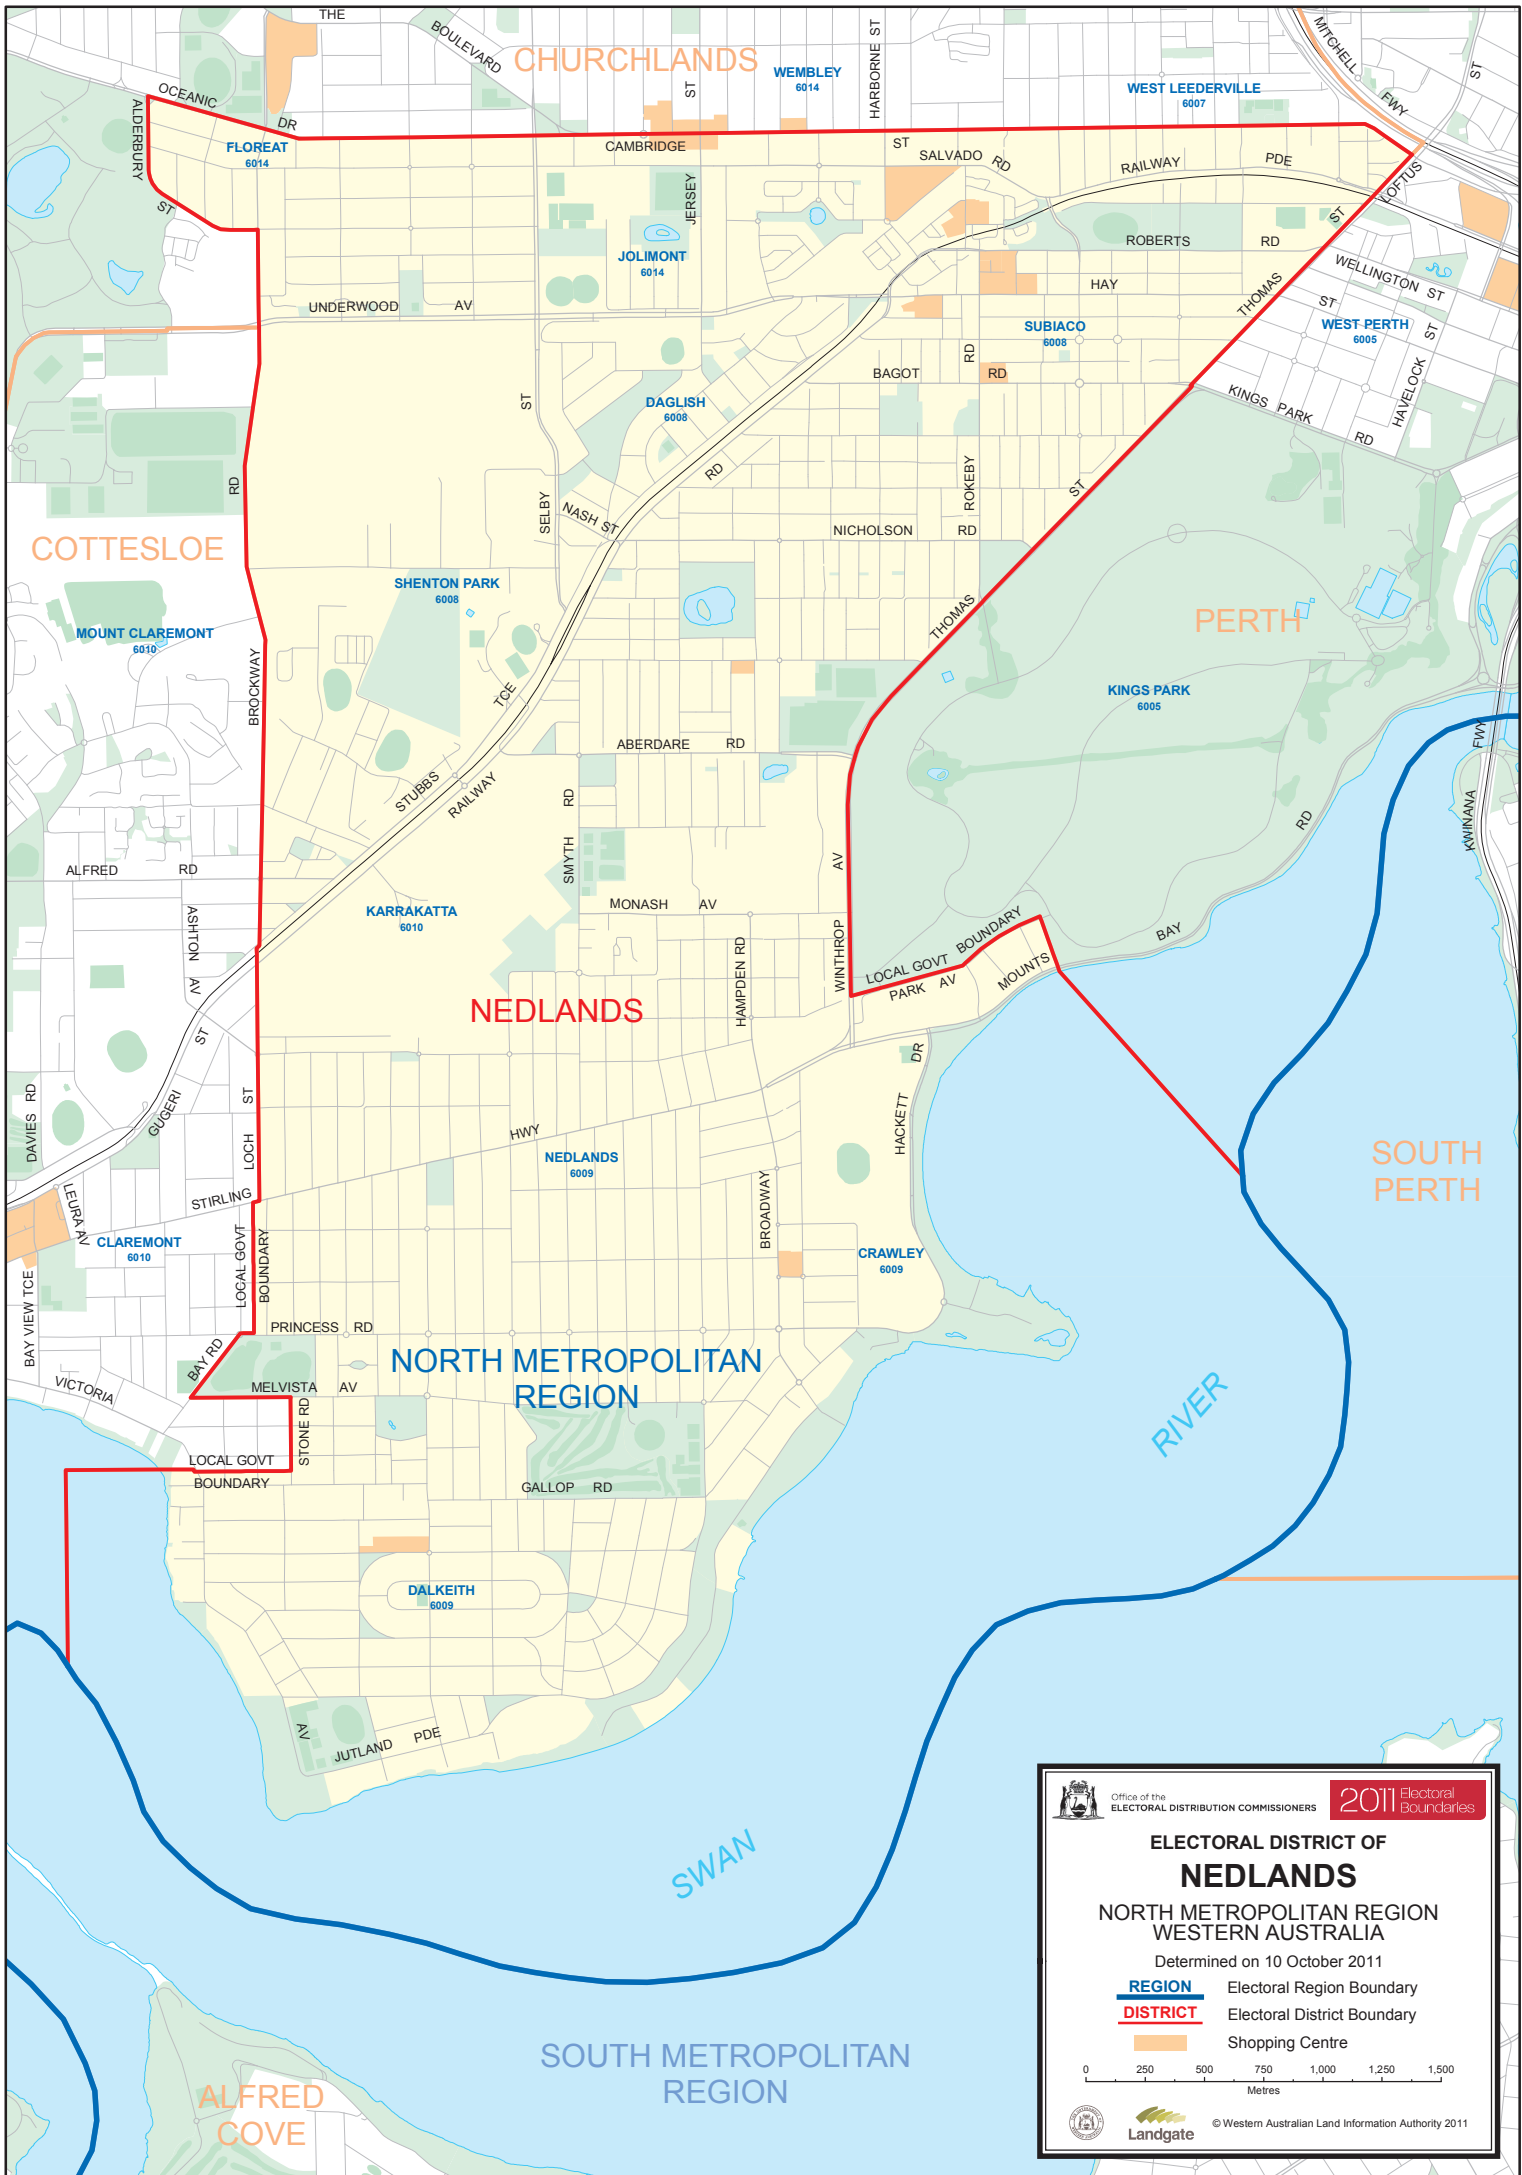 THE
BOULEVARD
CHURCHLANDS
WEMBLEY
6014
HARBORNE ST
ST
WEST LEEDERVILLE
6007
MITCHELL
FWY
ST
OCEANIC
DR
ALDERBURY
ST
FLOREAT
6014
CAMBRIDGE
ST
SALVADO RD
RAILWAY
PDE
LOFTUS
ST
JERSEY
JOLIMONT
6014
ROBERTS
RD
WELLINGTON ST
UNDERWOOD
AV
HAY
ST
THOMAS
SUBIACO
6008
WEST PERTH
6005
ST
HAVELOCK
BAGOT
RD
RD
KINGS PARK
RD
ST
DAGLISH
6008
RD
RD
SELBY
NASH ST
ROKEBY
ST
NICHOLSON
RD
COTTESLOE
SHENTON PARK
6008
THOMAS
PERTH
MOUNT CLAREMONT
6010
BROCKWAY
KINGS PARK
6005
TCE
ABERDARE
RD
FWY
STUBBS
RAILWAY
RD
RD
KWINANA
ALFRED
RD
SMYTH
AV
KARRAKATTA
6010
MONASH
AV
ASHTON
AV
BAY
WINTHROP
LOCAL GOVT
BOUNDARY
HAMPDEN RD
NEDLANDS
PARK AV
MOUNTS
ST
DR
DAVIES RD
GUGERI
ST
HACKETT
HWY
LOCH
NEDLANDS
6009
SOUTH
PERTH
LEURA AV
STIRLING
BROADWAY
CLAREMONT
6010
LOCAL GOVT
BOUNDARY
CRAWLEY
6009
BAY VIEW TCE
PRINCESS
RD
BAY RD
NORTH METROPOLITAN
REGION
VICTORIA
MELVISTA
AV
STONE RD
RIVER
LOCAL GOVT
BOUNDARY
GALLOP
RD
DALKEITH
6009
AV
JUTLAND
PDE
SWAN
SOUTH METROPOLITAN
REGION
ALFRED
COVE
Office of the
ELECTORAL DISTRIBUTION COMMISSIONERS
2011 Electoral
Boundaries
ELECTORAL DISTRICT OF
NEDLANDS
NORTH METROPOLITAN REGION
WESTERN AUSTRALIA
Determined on 10 October 2011
REGION Electoral Region Boundary
DISTRICT Electoral District Boundary
Shopping Centre
0 250 500 750 1,000 1,250 1,500
Metres
Landgate
© Western Australian Land Information Authority 2011